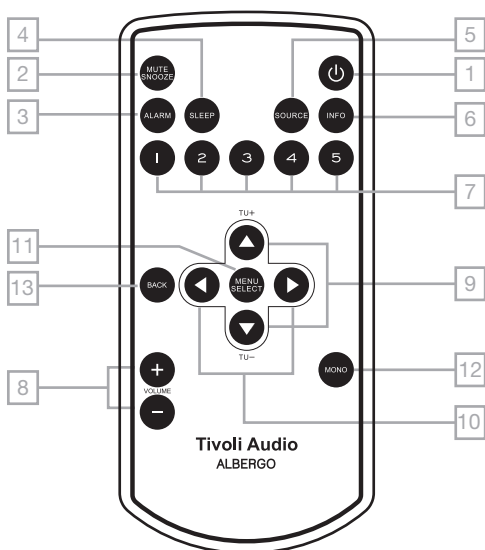 4
5
2
MUTE
SNOOZE
1
3
ALARM
SLEEP
SOURCE
INFO
6
1
2
3
4
5
7
TU+
11
9
13
BACK
MENU
SELECT
TU–
8
+
VOLUME
–
MONO
12
10
Tivoli Audio
ALBERGO